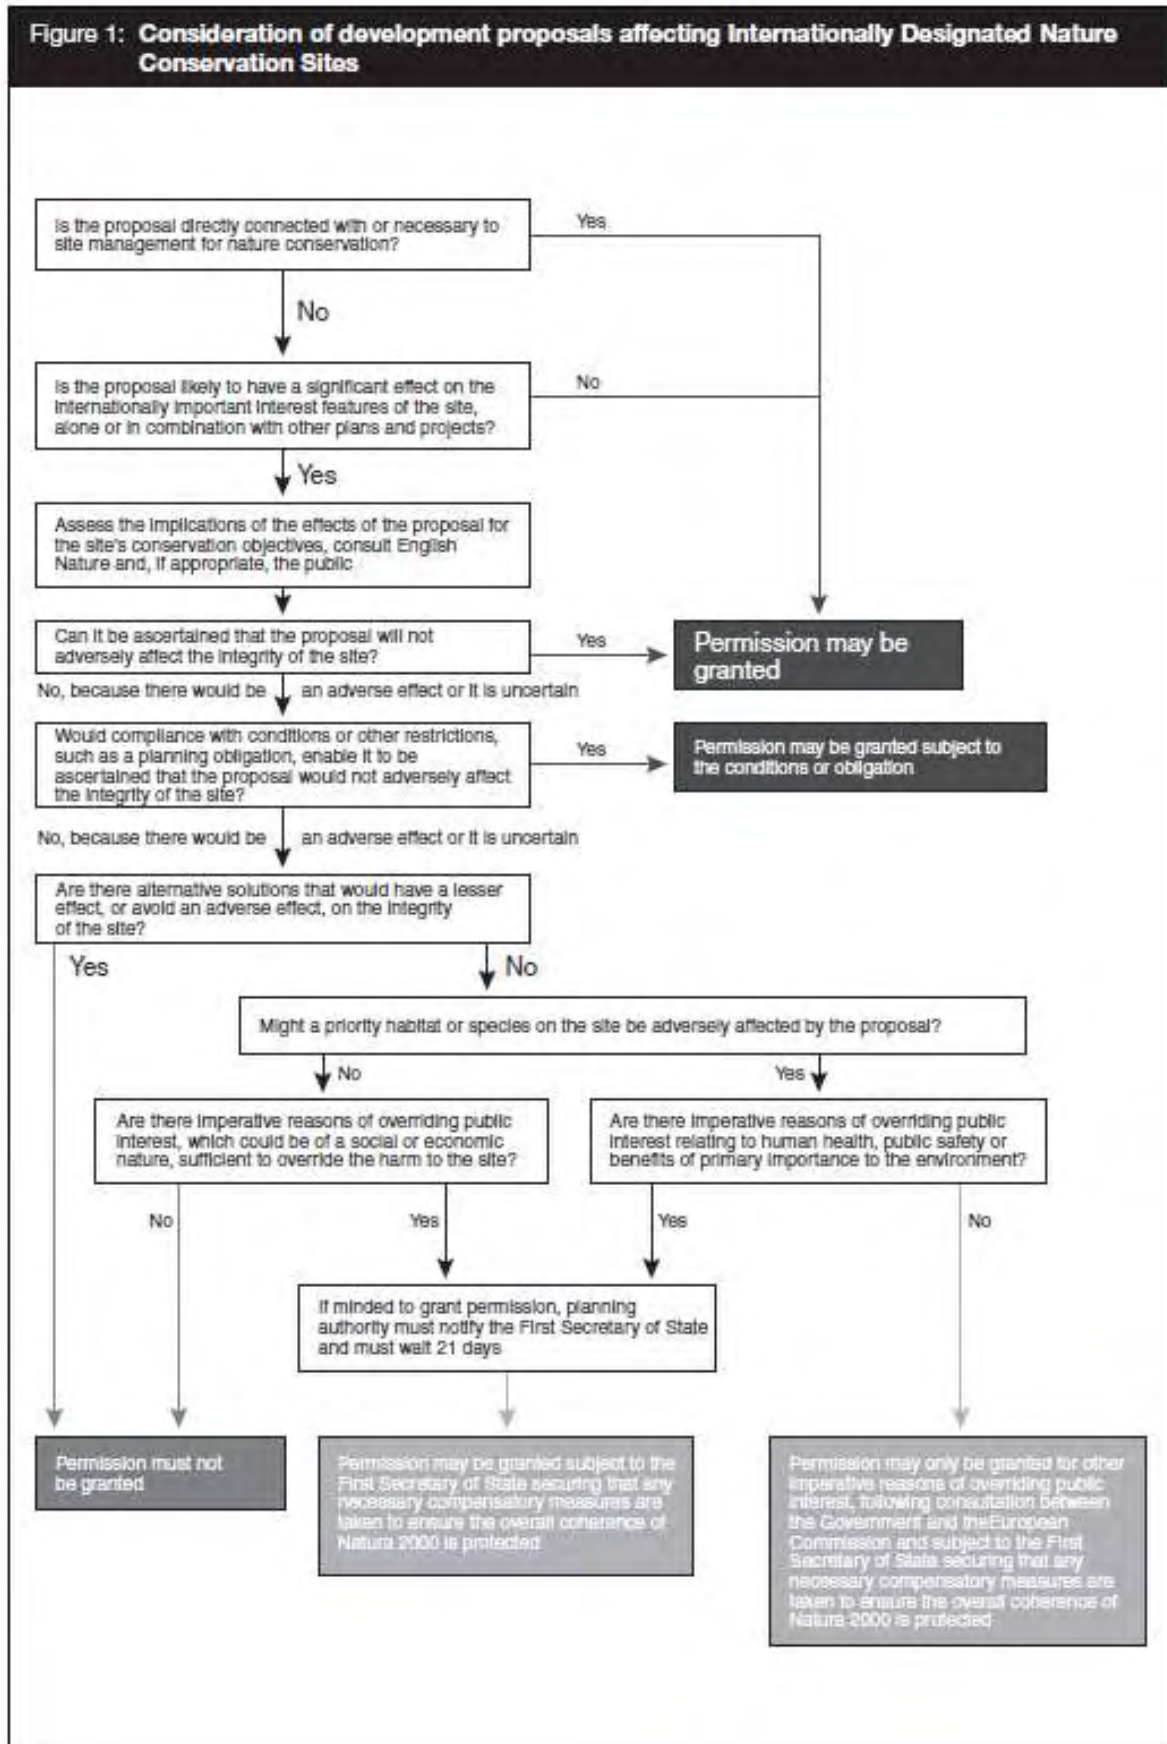 Figure 1: Consideration of development proposals affecting Internationally Designated Nature
Conservation Sites
Is the proposal directly connected with or necessary to
site management for nature conservation?
Yes
No
Is the proposal likely to have a significant effect on the
internationally important interest features of the site,
alone or in combination with other plans and projects?
No
Yes
Assess the implications of the effects of the proposal for
the site's conservation objectives, consult English
Nature and, if appropriate, the public
Can it be ascertained that the proposal will not
adversely affect the integrity of the site?
Yes
Permission may be
granted
No, because there would be an adverse effect or it is uncertain
Would compliance with conditions or other restrictions,
such as a planning obligation, enable it to be
ascertained that the proposal would not adversely affect
the integrity of the site?
Yes
Permission may be granted subject to
the conditions or obligation
No, because there would be an adverse effect or it is uncertain
Are there alternative solutions that would have a lesser
effect, or avoid an adverse effect, on the integrity
of the site?
Yes
No
Might a priority habitat or species on the site be adversely affected by the proposal?
No
Yes
Are there imperative reasons of overriding public
interest, which could be of a social or economic
nature, sufficient to override the harm to the site?
Are there imperative reasons of overriding public
interest relating to human health, public safety or
benefits of primary importance to the environment?
No
Yes
Yes
No
If minded to grant permission, planning
authority must notify the First Secretary of State
and must wait 21 days
Permission must not
be granted
Permission may be granted subject to the
First Secretary of State securing that any
necessary compensatory measures are
taken to ensure the overall coherence of
Natura 2000 is protected
Permission may only be granted for other
imperative reasons of overriding public
interest, following consultation between
the Government and theEuropean
Commission and subject to the First
Secretary of State securing that any
necessary compensatory measures are
taken to ensure the overall coherence of
Natura 2000 is protected